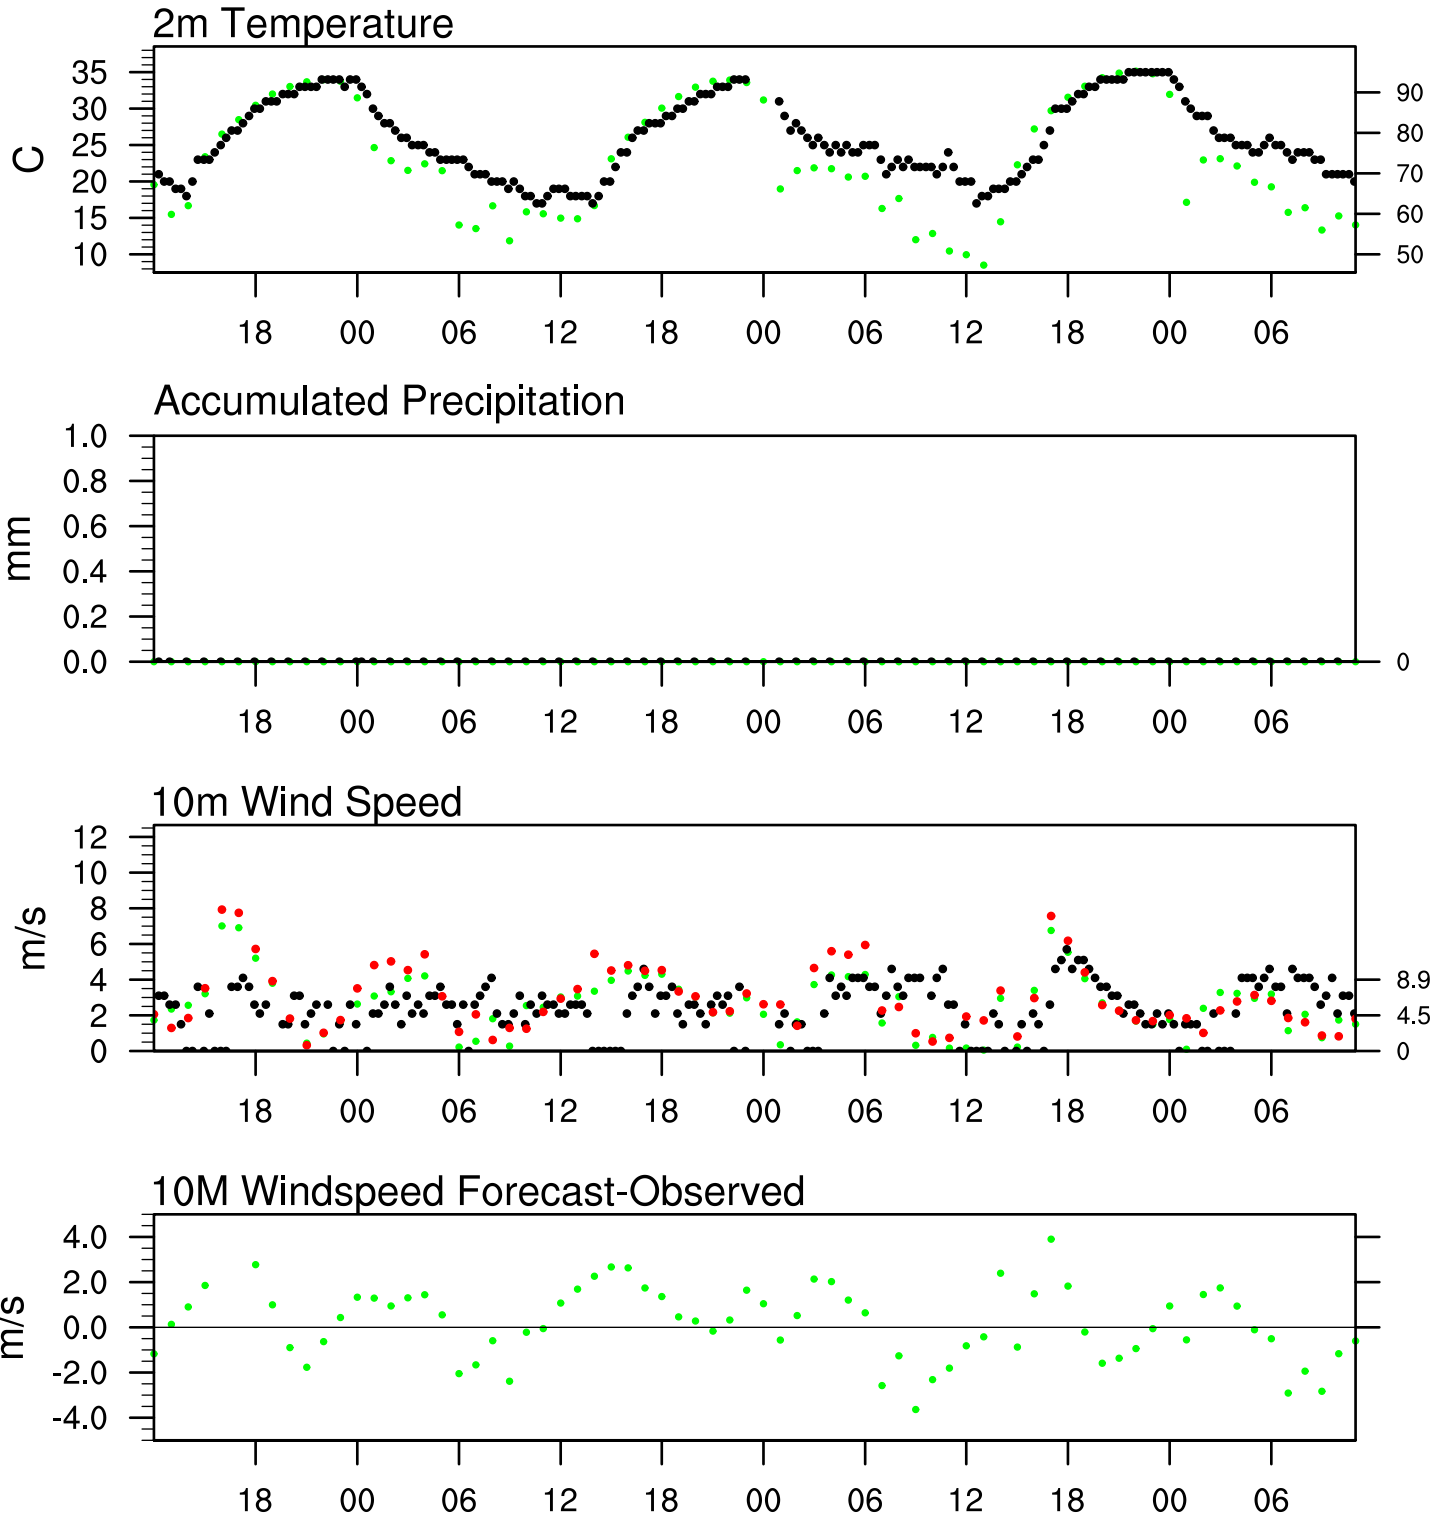 2m Temperature
35
30
25
20
15
10
C
90
80
70
60
50
18 00 06 12 18 00 06 12 18 00 06
Accumulated Precipitation
1.0
0.8
0.6
0.4
0.2
0.0
mm
0
18 00 06 12 18 00 06 12 18 00 06
10m Wind Speed
12
10
8
6
4
2
0
m/s
8.9
4.5
0
18 00 06 12 18 00 06 12 18 00 06
10M Windspeed Forecast-Observed
4.0
2.0
0.0
-2.0
-4.0
m/s
18 00 06 12 18 00 06 12 18 00 06